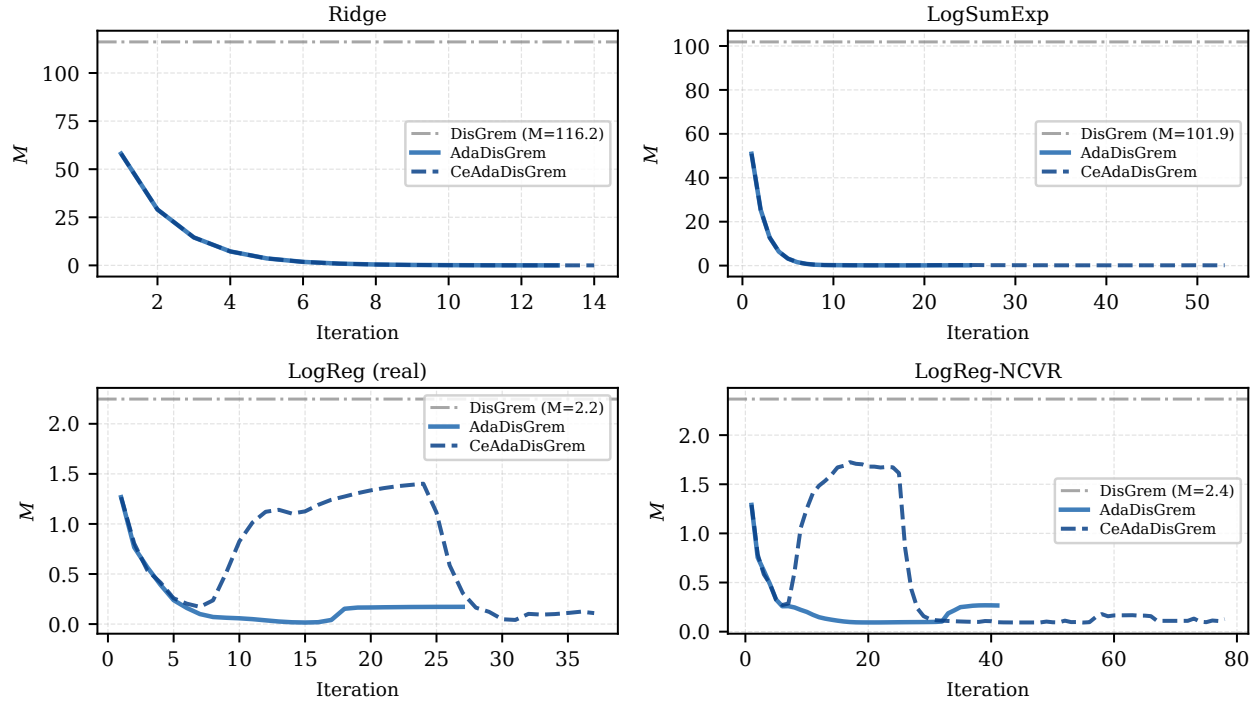 Ridge
100
75
50
25
0
M
2 4 6 8 10 12 14
Iteration
DisGrem (M=116.2)
AdaDisGrem
CeAdaDisGrem
LogSumExp
100
80
60
40
20
0
M
0 10 20 30 40 50
Iteration
DisGrem (M=101.9)
AdaDisGrem
CeAdaDisGrem
LogReg (real)
2.0
1.5
1.0
0.5
0.0
M
0 5 10 15 20 25 30 35
Iteration
DisGrem (M=2.2)
AdaDisGrem
CeAdaDisGrem
LogReg-NCVR
2.0
1.5
1.0
0.5
0.0
M
0 20 40 60 80
Iteration
DisGrem (M=2.4)
AdaDisGrem
CeAdaDisGrem